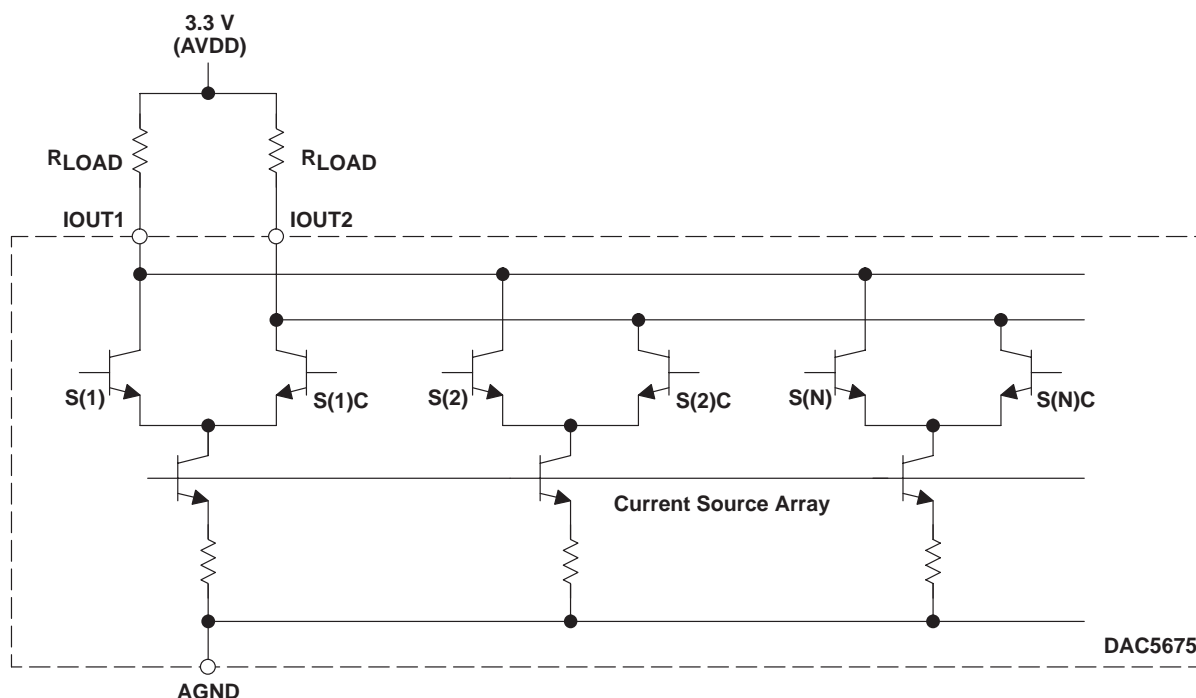 3.3 V
(AVDD)
RLOAD
RLOAD
IOUT1
IOUT2
S(1)
S(1)C
S(2)
S(2)C
S(N)
S(N)C
Current Source Array
DAC5675
AGND